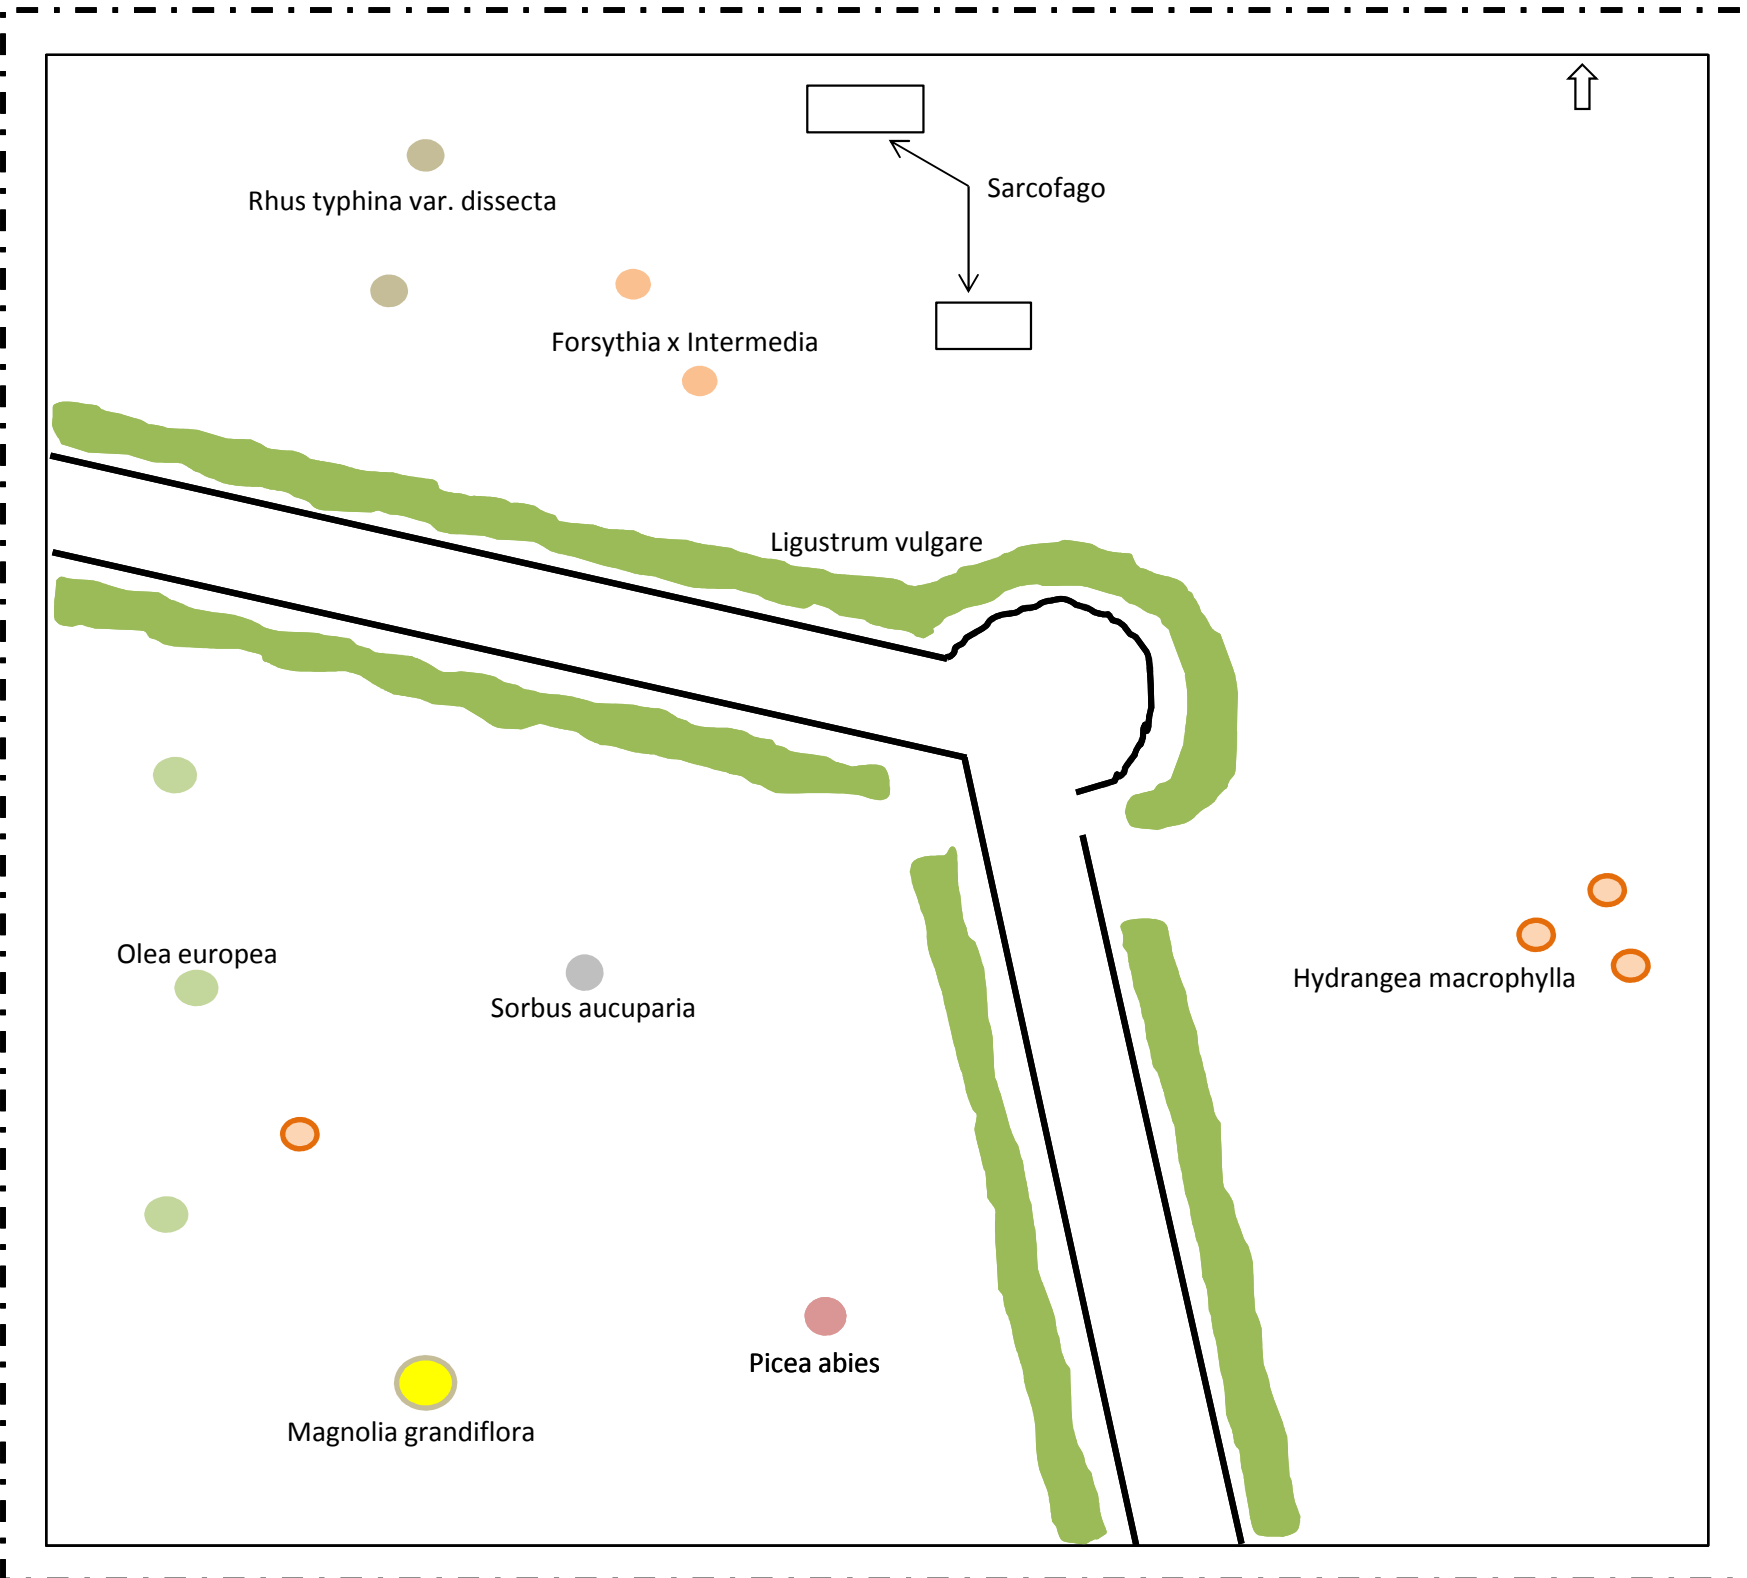 Sarcofago
Rhus typhina var. dissecta
Forsythia x Intermedia
Ligustrum vulgare
Olea europea
Hydrangea macrophylla
Sorbus aucuparia
Picea abies
Magnolia grandiflora